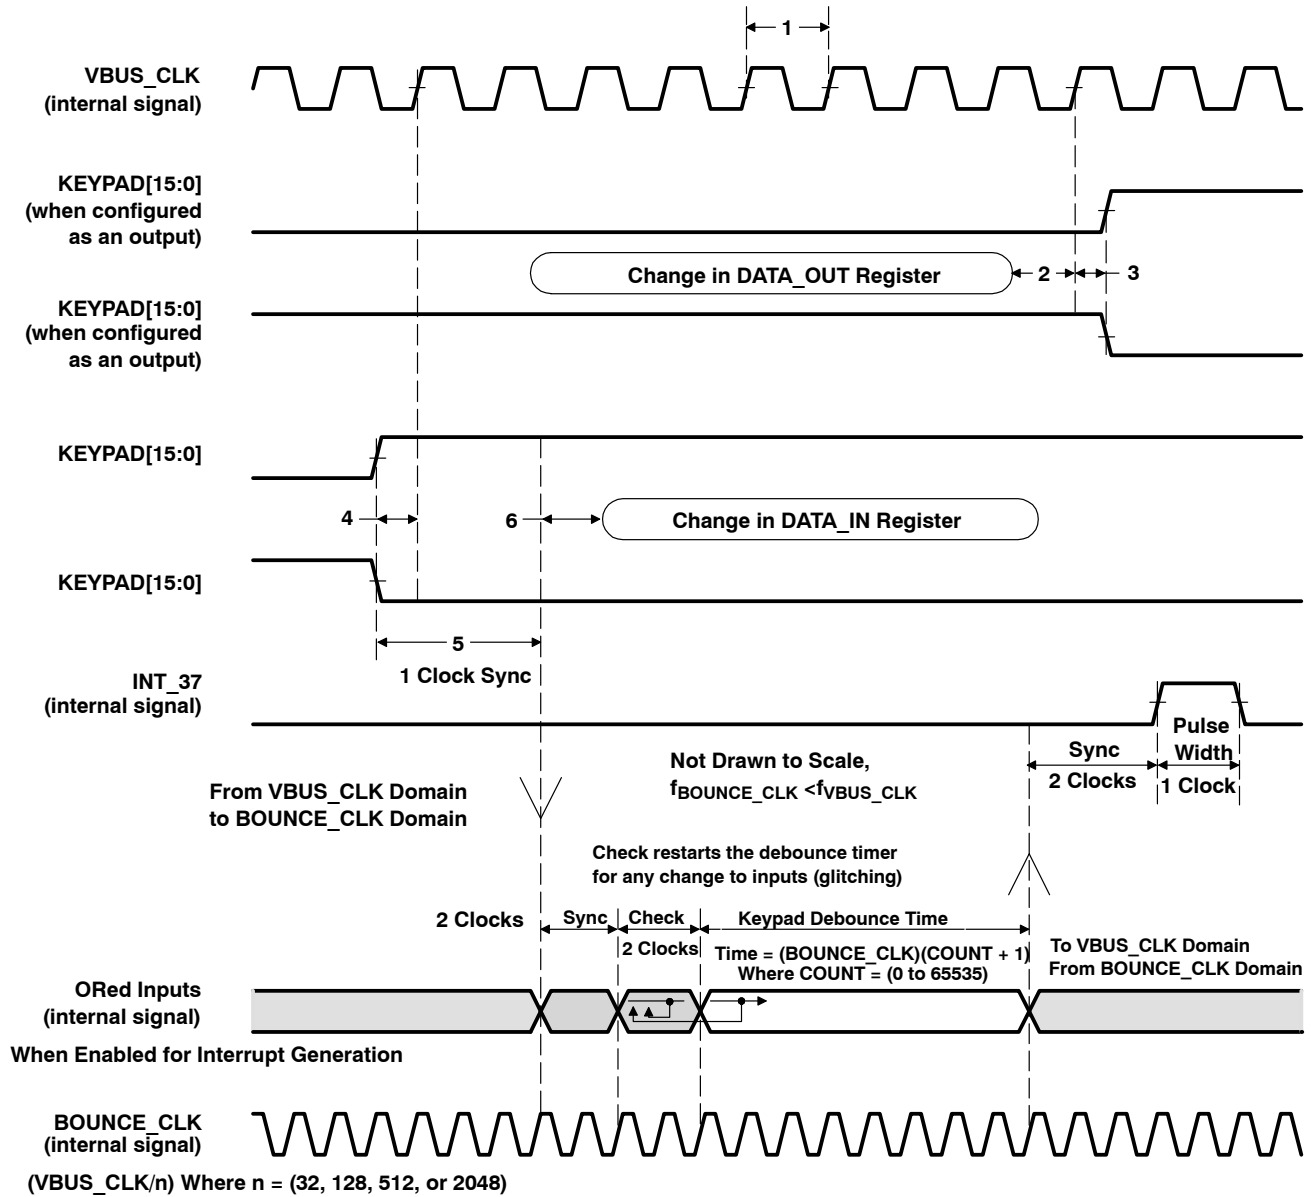 1
VBUS_CLK
(internal signal)
KEYPAD[15:0]
(when configured
as an output)
Change in DATA_OUT Register
2
3
KEYPAD[15:0]
(when configured
as an output)
KEYPAD[15:0]
4
6
Change in DATA_IN Register
KEYPAD[15:0]
5
1 Clock Sync
INT_37
(internal signal)
Pulse
Width
1 Clock
Sync
2 Clocks
Not Drawn to Scale,
fBOUNCE_CLK <fVBUS_CLK
From VBUS_CLK Domain
to BOUNCE_CLK Domain
Check restarts the debounce timer
for any change to inputs (glitching)
2 Clocks
Sync
Check
2 Clocks
Keypad Debounce Time
Time = (BOUNCE_CLK)(COUNT + 1)
Where COUNT = (0 to 65535)
To VBUS_CLK Domain
From BOUNCE_CLK Domain
ORed Inputs
(internal signal)
When Enabled for Interrupt Generation
BOUNCE_CLK
(internal signal)
(VBUS_CLK/n) Where n = (32, 128, 512, or 2048)